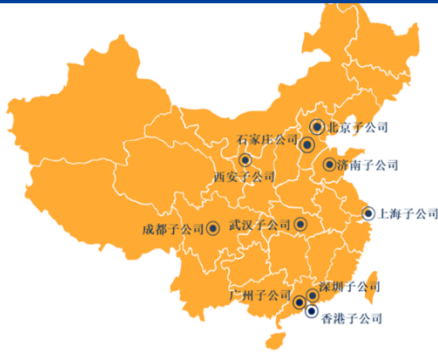 北京子公司
石家庄公司
济南子公司
西安子公司
上海子公司
成都子公司
武汉子公司
深圳子公司
广州子公司
香港子公司